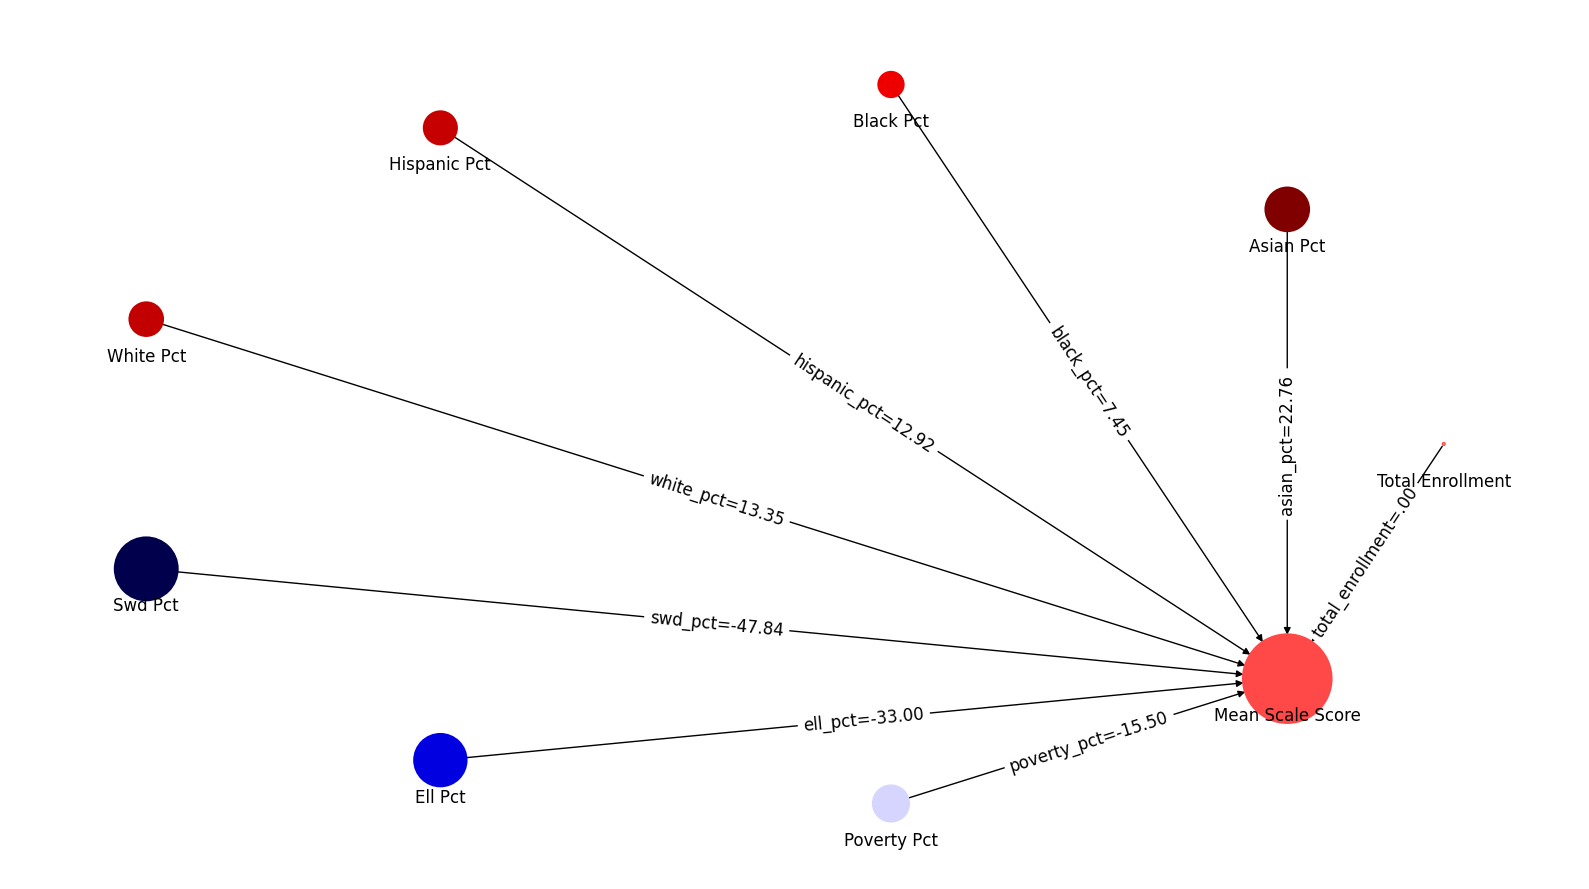 Black Pct
Hispanic Pct
Asian Pct
White Pct
black_pct=7.45
hispanic_pct=12.92
asian_pct=22.76
Total Enrollment
white_pct=13.35
total_enrollment=.00
Swd Pct
swd_pct=-47.84
Mean Scale Score
ell_pct=-33.00
poverty_pct=-15.50
Ell Pct
Poverty Pct